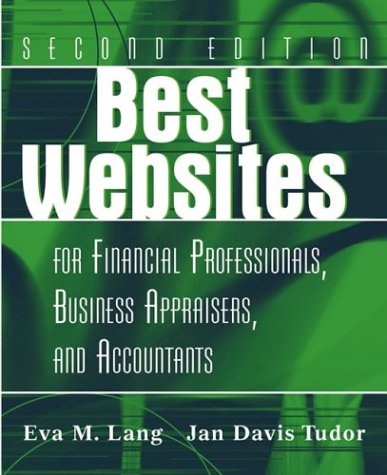 SECOND EDITION
Best
Websites
FOR FINANCIAL PROFESSIONALS,
BUSINESS APPRAISERS,
AND ACCOUNTANTS
Eva M. Lang Jan Davis Tudor